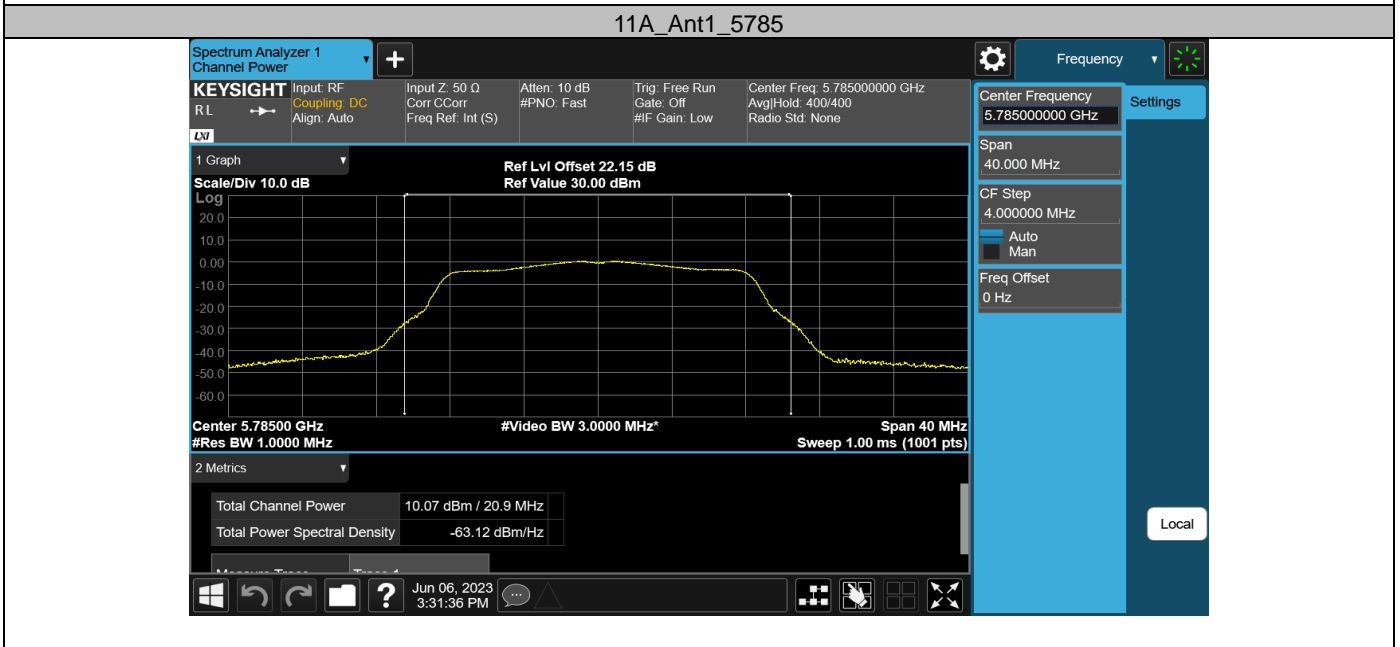 11A_Ant1_5785
Spectrum Analyzer 1
Channel Power
+
Frequency
KEYSIGHT
R L
LXI
Input: RF
Coupling: DC
Align: Auto
Input Z: 50 Ω
Corr CCorr
Freq Ref: Int (S)
Atten: 10 dB
#PNO: Fast
Trig: Free Run
Gate: Off
#IF Gain: Low
Center Freq: 5.785000000 GHz
Avg|Hold: 400/400
Radio Std: None
Center Frequency
5.785000000 GHz
Settings
Span
40.000 MHz
CF Step
4.000000 MHz
Auto
Man
Freq Offset
0 Hz
Local
1 Graph
Scale/Div 10.0 dB
Ref Lvl Offset 22.15 dB
Ref Value 30.00 dBm
Log
20.0
10.0
0.00
-10.0
-20.0
-30.0
-40.0
-50.0
-60.0
Center 5.78500 GHz
#Video BW 3.0000 MHz*
Span 40 MHz
#Res BW 1.0000 MHz
Sweep 1.00 ms (1001 pts)
2 Metrics
Total Channel Power 10.07 dBm / 20.9 MHz
Total Power Spectral Density -63.12 dBm/Hz
Measure Trace Trace 1
?
Jun 06, 2023
3:31:36 PM